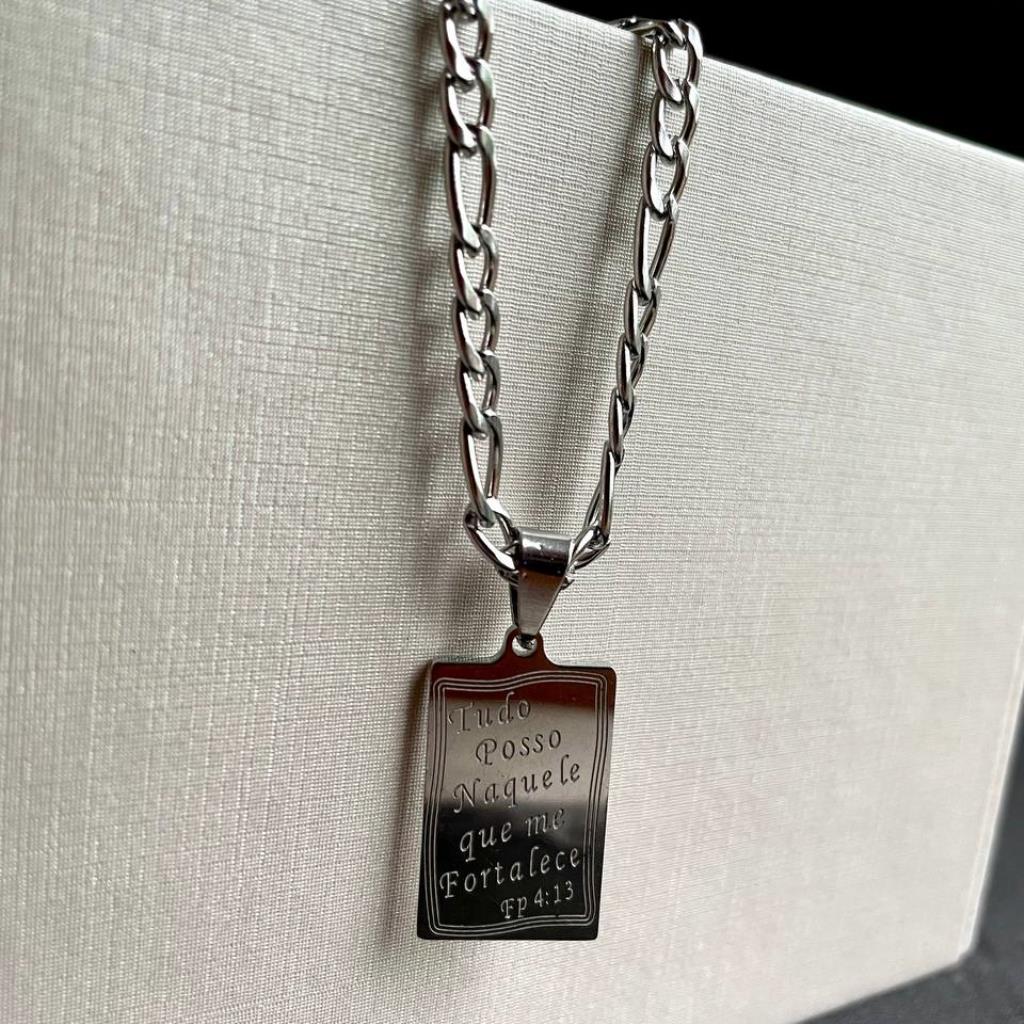 Tudo
Posso
Naquele
que me
Fortalece
Fp 4:13